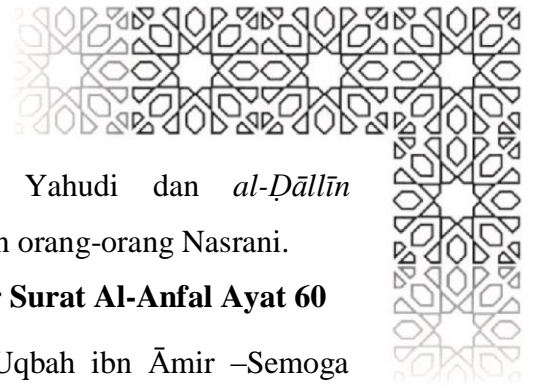 Yahudi dan al-Ḍāllīn
orang-orang Nasrani.
Surat Al-Anfal Ayat 60
Uqbah ibn Āmir –Semoga